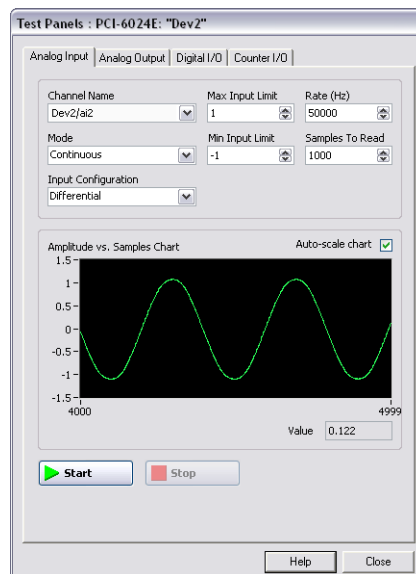 Test Panels : PCI-6024E: "Dev2"
Analog Input Analog Output Digital I/O Counter I/O
Channel Name Max Input Limit Rate (Hz)
Dev2/ai2 1 50000
Mode Min Input Limit Samples To Read
Continuous -1 1000
Input Configuration
Differential
Amplitude vs. Samples Chart Auto-scale chart
1.5
1
0.5
0
-0.5
-1
-1.5
4000 4999
Value 0.122
Start Stop
Help Close